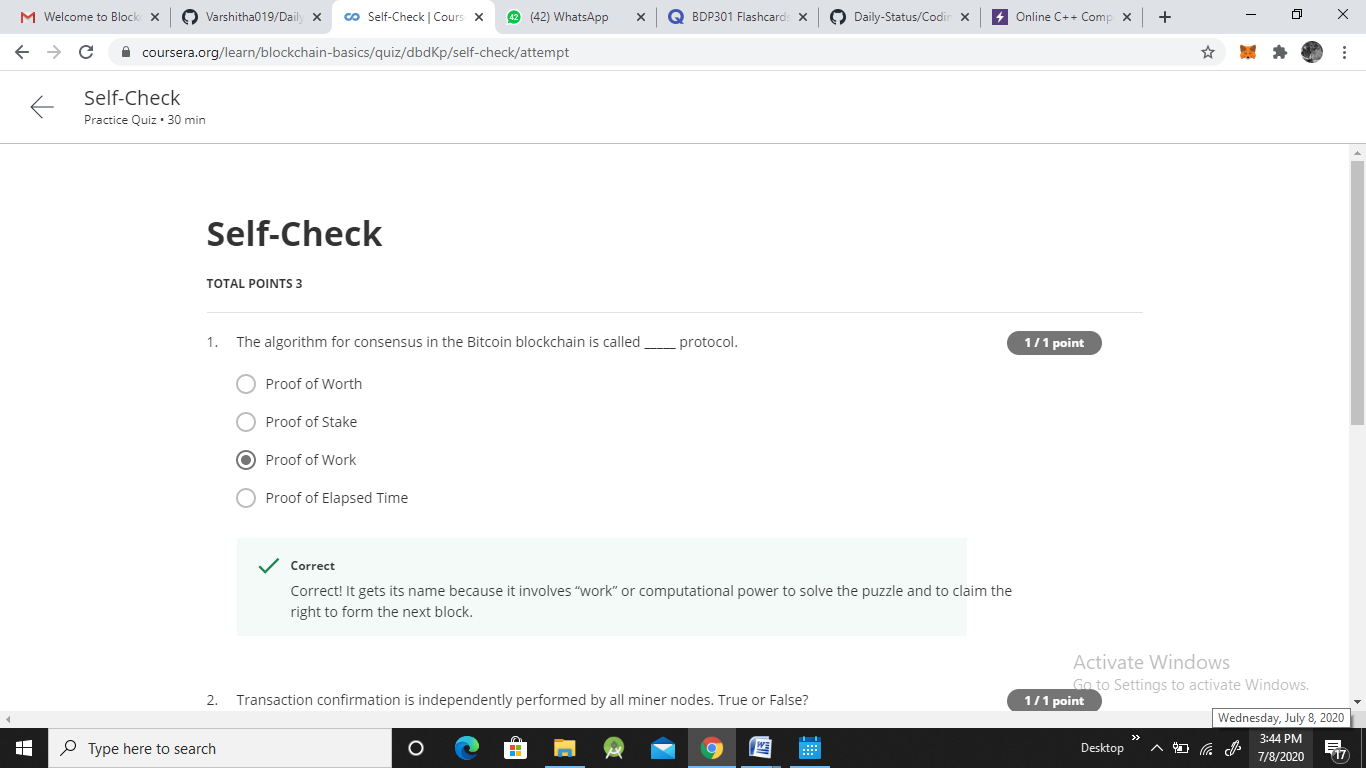 Welcome to Block
Varshitha019/Daily
Self-Check | Cours
(42) WhatsApp
BDP301 Flashcards
Daily-Status/Codin
Online C++ Comp
coursera.org/learn/blockchain-basics/quiz/dbdKp/self-check/attempt
Self-Check
Practice Quiz • 30 min
Self-Check
TOTAL POINTS 3
1. The algorithm for consensus in the Bitcoin blockchain is called _____ protocol.
1 / 1 point
Proof of Worth
Proof of Stake
Proof of Work
Proof of Elapsed Time
Correct
Correct! It gets its name because it involves “work” or computational power to solve the puzzle and to claim the
right to form the next block.
Activate Windows
Go to Settings to activate Windows.
2. Transaction confirmation is independently performed by all miner nodes. True or False?
1 / 1 point
Wednesday, July 8, 2020
Type here to search
Desktop
3:44 PM
7/8/2020
17